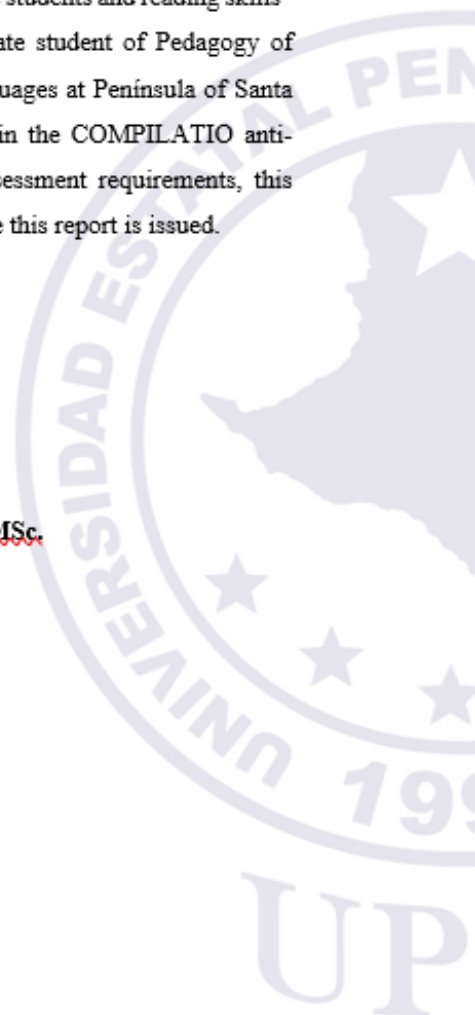 students and reading skills
ate student of Pedagogy of
uages at Península of Santa
in the COMPILATIO anti-
sessment requirements, this
e this report is issued.
MSc.
UNIVERSIDAD ESTATAL PEN
199
UP